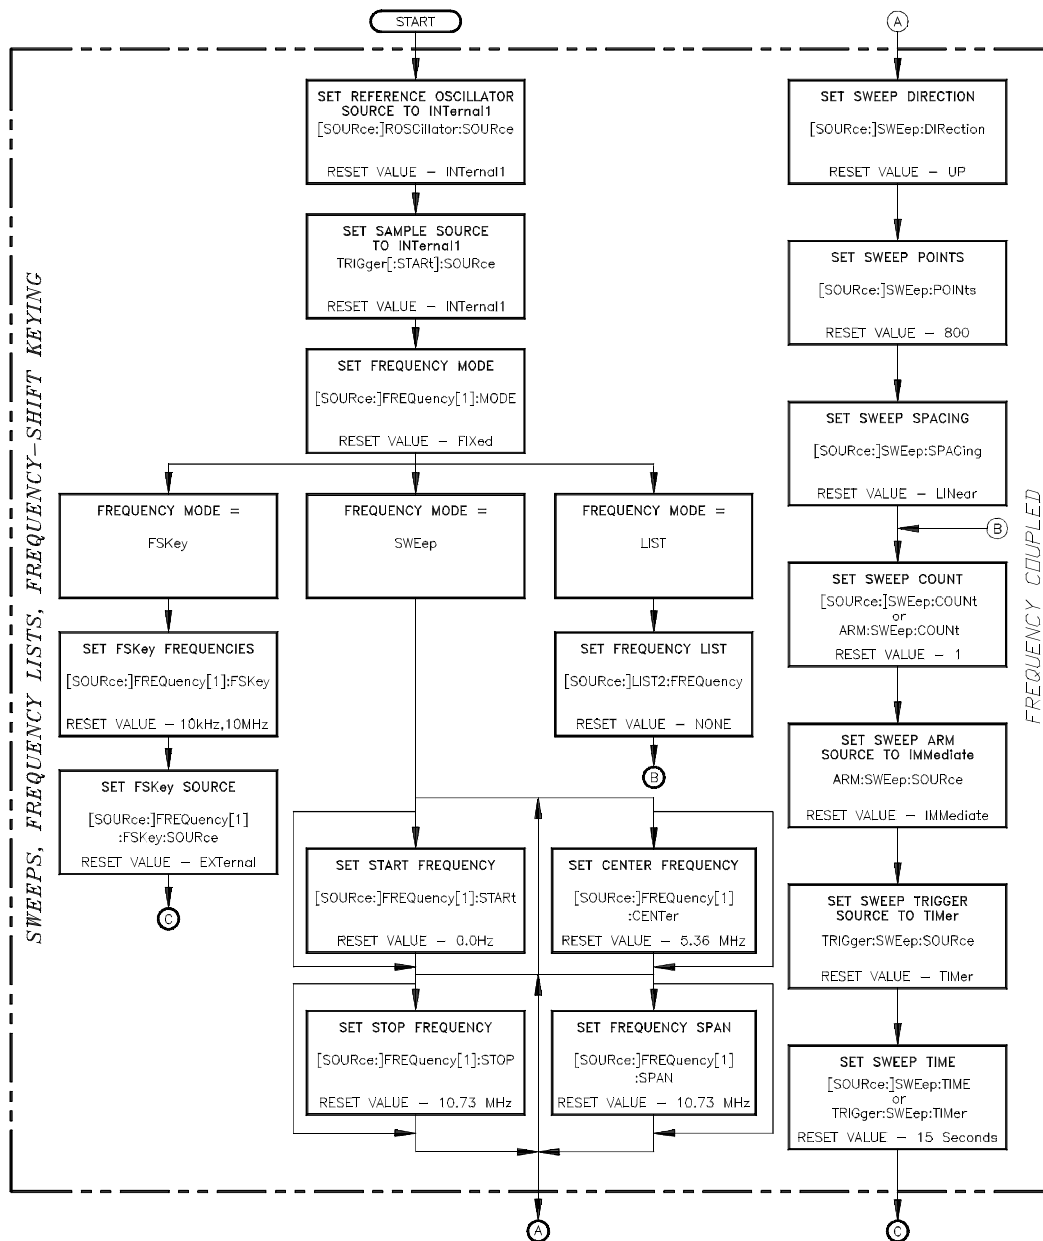 START
SET REFERENCE OSCILLATOR
SOURCE TO INTernal1
[SOURce:]ROSCillator:SOURce
RESET VALUE – INTernal1
SET SAMPLE SOURCE
TO INTernal1
TRIGger[:STARt]:SOURce
RESET VALUE – INTernal1
SET FREQUENCY MODE
[SOURce:]FREQuency[1]:MODE
RESET VALUE – FIXed
FREQUENCY MODE =
FSKey
FREQUENCY MODE =
SWEep
FREQUENCY MODE =
LIST
SET FSKey FREQUENCIES
[SOURce:]FREQuency[1]:FSKey
RESET VALUE – 10kHz,10MHz
SET FSKey SOURCE
[SOURce:]FREQuency[1]
:FSKey:SOURce
RESET VALUE – EXTernal
C
SET FREQUENCY LIST
[SOURce:]LIST2:FREQuency
RESET VALUE – NONE
B
SET START FREQUENCY
[SOURce:]FREQuency[1]:STARt
RESET VALUE – 0.0Hz
SET CENTER FREQUENCY
[SOURce:]FREQuency[1]
:CENTer
RESET VALUE – 5.36 MHz
SET STOP FREQUENCY
[SOURce:]FREQuency[1]:STOP
RESET VALUE – 10.73 MHz
SET FREQUENCY SPAN
[SOURce:]FREQuency[1]
:SPAN
RESET VALUE – 10.73 MHz
A
A
SET SWEEP DIRECTION
[SOURce:]SWEep:DIRection
RESET VALUE – UP
SET SWEEP POINTS
[SOURce:]SWEep:POINts
RESET VALUE – 800
SET SWEEP SPACING
[SOURce:]SWEep:SPACing
RESET VALUE – LINear
B
SET SWEEP COUNT
[SOURce:]SWEep:COUNt
or
ARM:SWEep:COUNt
RESET VALUE – 1
SET SWEEP ARM
SOURCE TO IMMediate
ARM:SWEep:SOURce
RESET VALUE – IMMediate
SET SWEEP TRIGGER
SOURCE TO TIMer
TRIGger:SWEep:SOURce
RESET VALUE – TIMer
SET SWEEP TIME
[SOURce:]SWEep:TIME
or
TRIGger:SWEep:TIMer
RESET VALUE – 15 Seconds
C
SWEEPS, FREQUENCY LISTS, FREQUENCY–SHIFT KEYING
FREQUENCY COUPLED